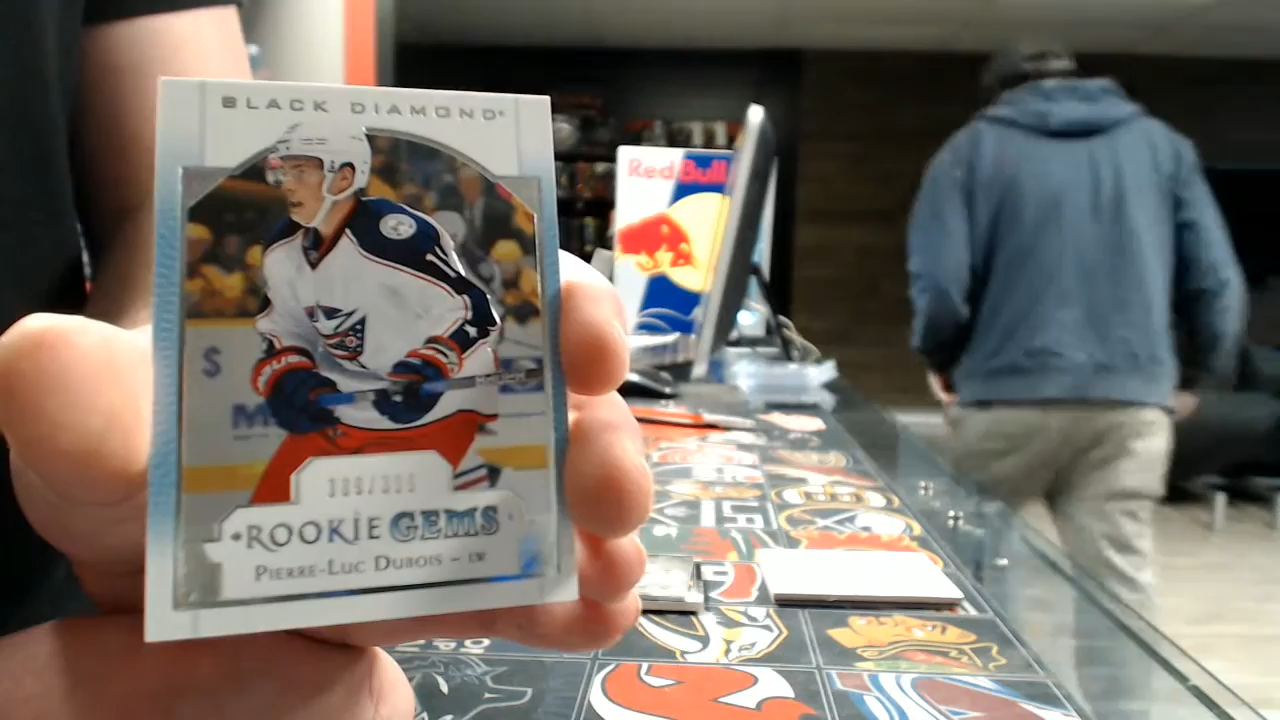 BLACK DIAMOND
ROOKIE GEMS
PIERRE-LUC DUBOIS - LW
Red Bull